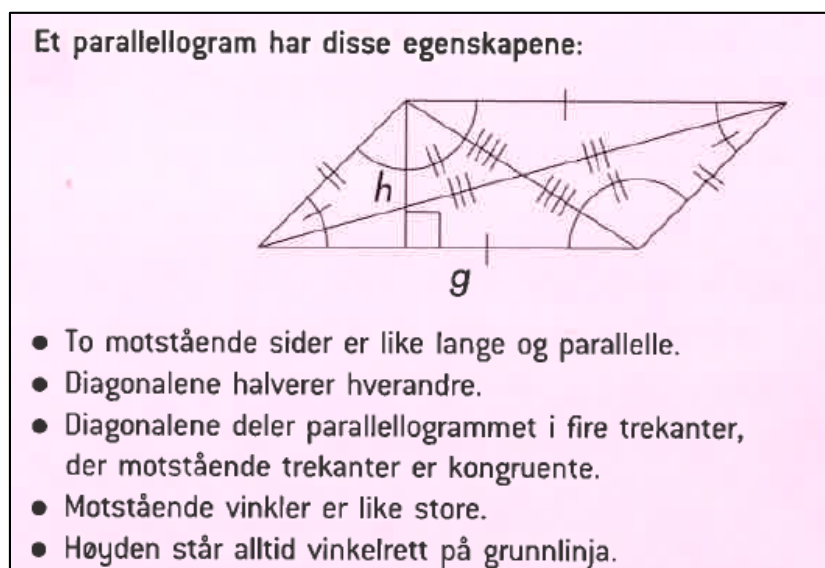 Et parallellogram har disse egenskapene:
h
g
● To motstående sider er like lange og parallelle.
● Diagonalene halverer hverandre.
● Diagonalene deler parallellogrammet i fire trekanter,
der motstående trekanter er kongruente.
● Motstående vinkler er like store.
● Høyden står alltid vinkelrett på grunnlinja.